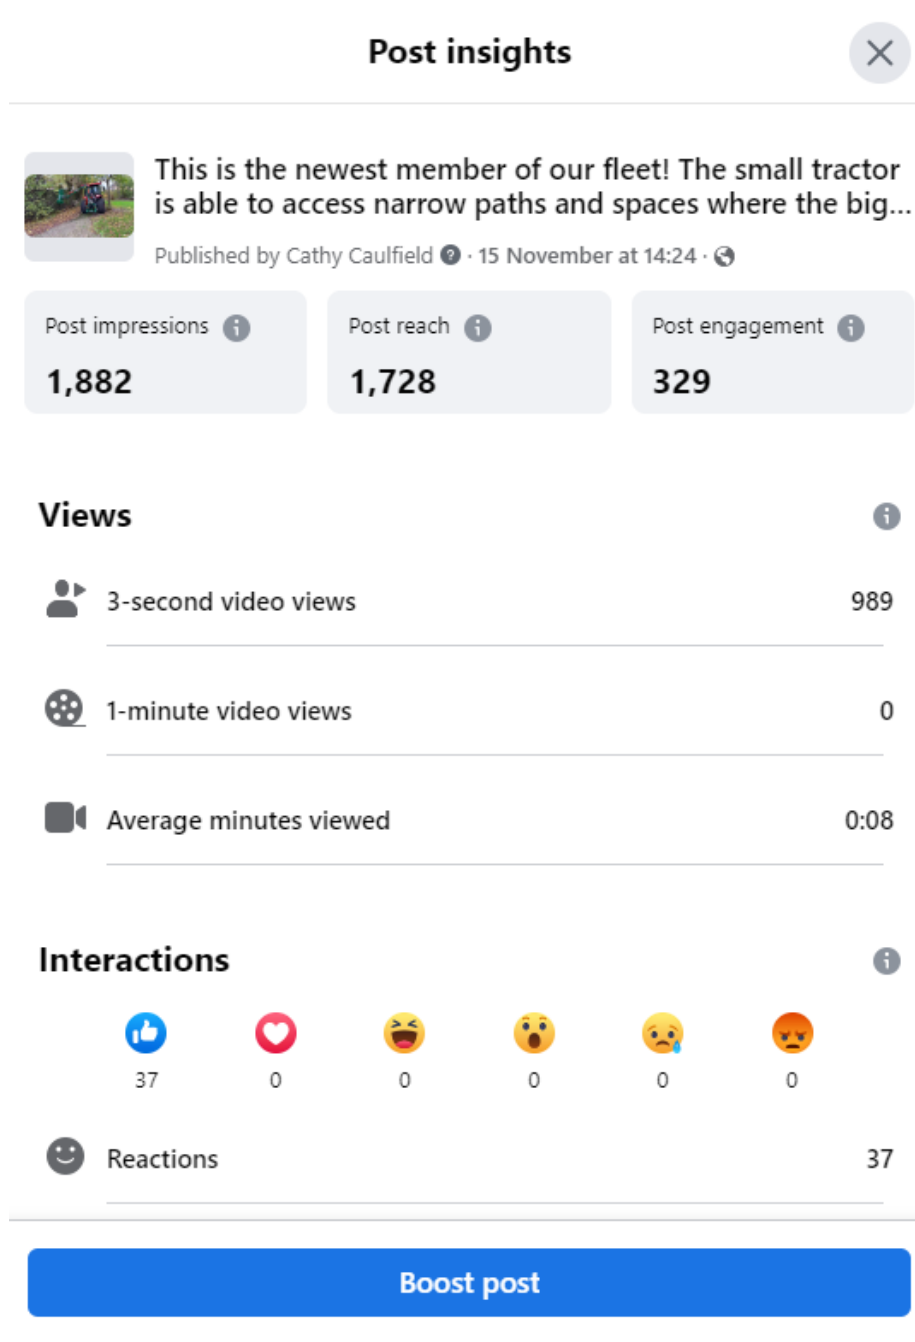 Post insights
This is the newest member of our fleet! The small tractor
is able to access narrow paths and spaces where the big...
Published by Cathy Caulfield · 15 November at 14:24 ·
Post impressions
1,882
Post reach
1,728
Post engagement
329
Views
3-second video views 989
1-minute video views 0
Average minutes viewed 0:08
Interactions
37 0 0 0 0 0
Reactions 37
Boost post